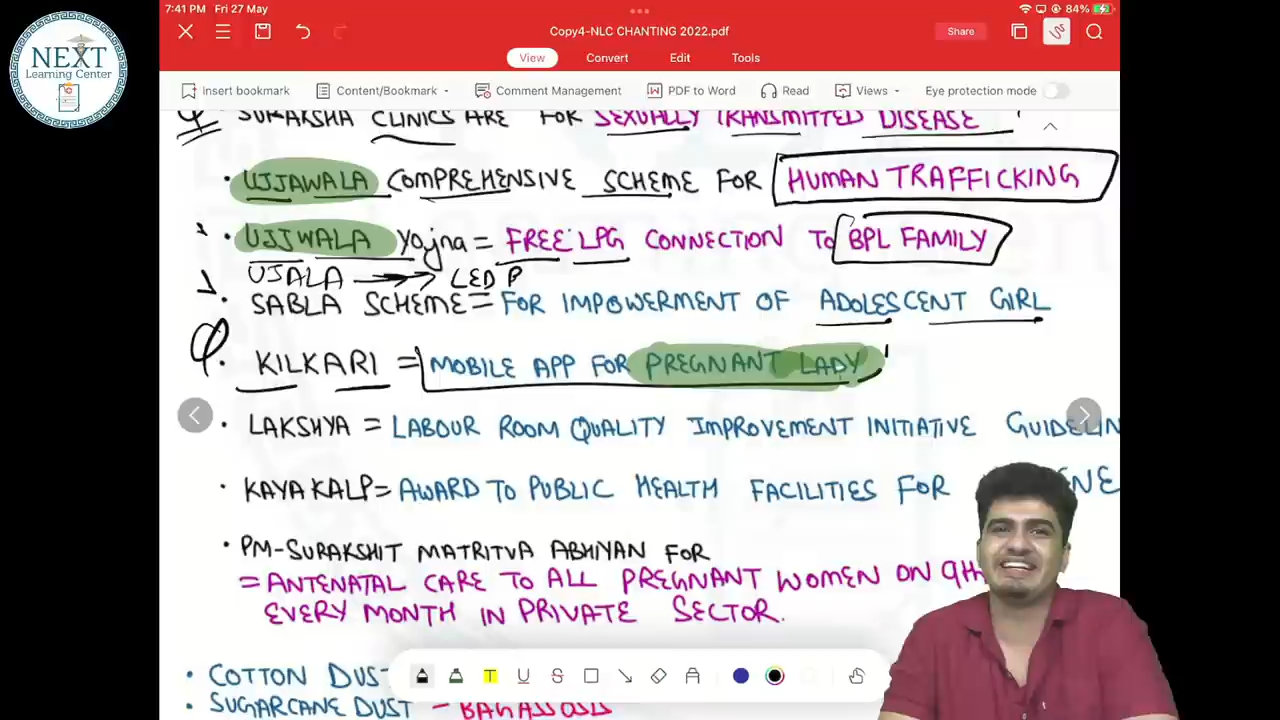 7:41 PM Fri 27 May
84%
NEXT
Learning Center
Copy4-NLC CHANTING 2022.pdf
Share
View Convert Edit Tools
Insert bookmark Content/Bookmark Comment Management PDF to Word Read Views Eye protection mode
SURAKSHA CLINICS ARE FOR SEXUALLY TRANSMITTED DISEASE
• UJJAWALA COMPREHENSIVE SCHEME FOR HUMAN TRAFFICKING
• UJJWALA Yojna = FREE LPG CONNECTION TO BPL FAMILY
UJALA → LED
• SABLA SCHEME = FOR IMPOWERMENT OF ADOLESCENT GIRL
• KILKARI = MOBILE APP FOR PREGNANT LADY
• LAKSHYA = LABOUR ROOM QUALITY IMPROVEMENT INITIATIVE GUIDELIN
• KAYAKALP = AWARD TO PUBLIC HEALTH FACILITIES FOR
• PM-SURAKSHIT MATRITVA ABHIYAN FOR
= ANTENATAL CARE TO ALL PREGNANT WOMEN ON 9th
EVERY MONTH IN PRIVATE SECTOR.
• COTTON DUST
• SUGARCANE DUST – BAGASSOSIS